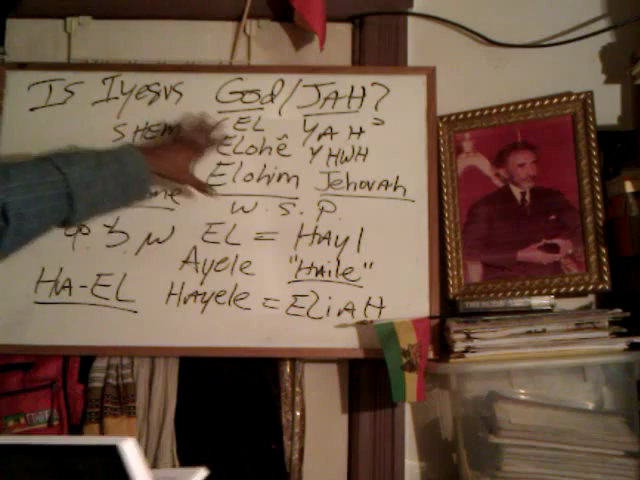 Is Iyesus God/JAH?
SHEM EL YAH
Elohê YHWH
Elohim Jehovah
W.S.P.
EL = HAYl
Ayele "HaiLe"
HA-EL HAyele = ELiAH